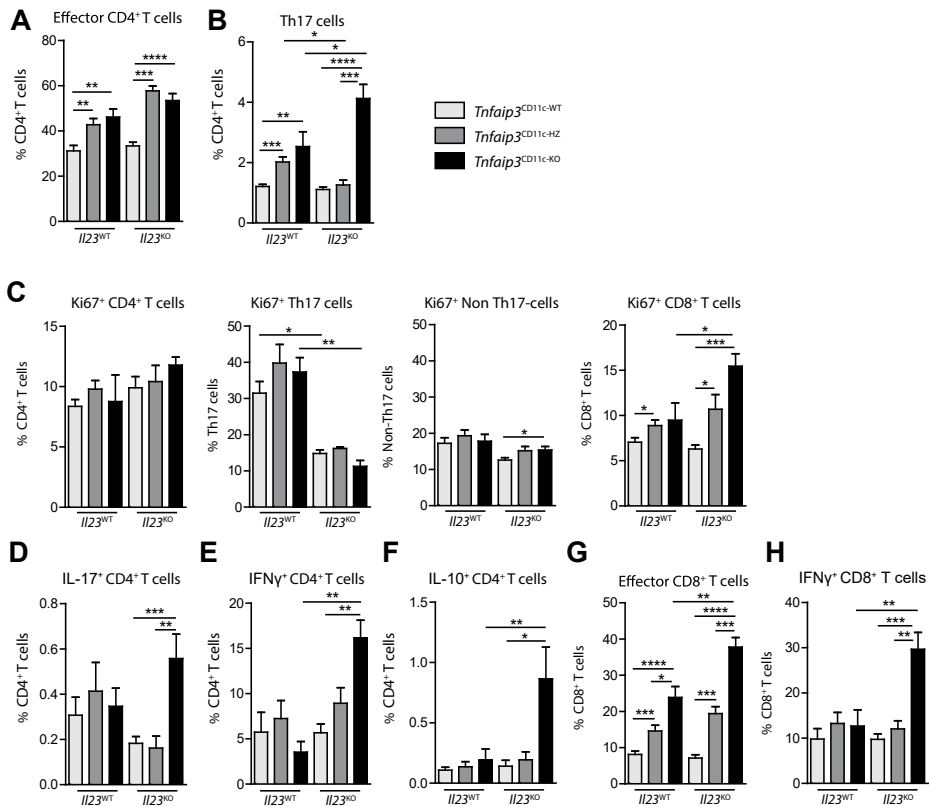 A
Effector CD4⁺ T cells
% CD4⁺ T cells
80
60
40
20
0
**
**
***
****
Il23ᵂᵀ
Il23ᴷᴼ
B
Th17 cells
% CD4⁺ T cells
6
4
2
0
*
*
****
***
**
***
Il23ᵂᵀ
Il23ᴷᴼ
Tnfaip3ᶜᴰ¹¹ᶜ⁻ᵂᵀ
Tnfaip3ᶜᴰ¹¹ᶜ⁻ᴴᶻ
Tnfaip3ᶜᴰ¹¹ᶜ⁻ᴷᴼ
C
Ki67⁺ CD4⁺ T cells
% CD4⁺ T cells
15
10
5
0
Il23ᵂᵀ
Il23ᴷᴼ
Ki67⁺ Th17 cells
% Th17 cells
50
40
30
20
10
0
*
**
Il23ᵂᵀ
Il23ᴷᴼ
Ki67⁺ Non Th17-cells
% Non-Th17 cells
50
40
30
20
10
0
*
Il23ᵂᵀ
Il23ᴷᴼ
Ki67⁺ CD8⁺ T cells
% CD8⁺ T cells
20
15
10
5
0
*
***
*
*
Il23ᵂᵀ
Il23ᴷᴼ
D
IL-17⁺ CD4⁺ T cells
% CD4⁺ T cells
0.8
0.6
0.4
0.2
0.0
***
**
Il23ᵂᵀ
Il23ᴷᴼ
E
IFNγ⁺ CD4⁺ T cells
% CD4⁺ T cells
20
15
10
5
0
**
**
Il23ᵂᵀ
Il23ᴷᴼ
F
IL-10⁺ CD4⁺ T cells
% CD4⁺ T cells
1.5
1.0
0.5
0.0
**
*
Il23ᵂᵀ
Il23ᴷᴼ
G
Effector CD8⁺ T cells
% CD8⁺ T cells
50
40
30
20
10
0
**
****
***
****
*
***
***
Il23ᵂᵀ
Il23ᴷᴼ
H
IFNγ⁺ CD8⁺ T cells
% CD8⁺ T cells
40
30
20
10
0
**
***
**
Il23ᵂᵀ
Il23ᴷᴼ